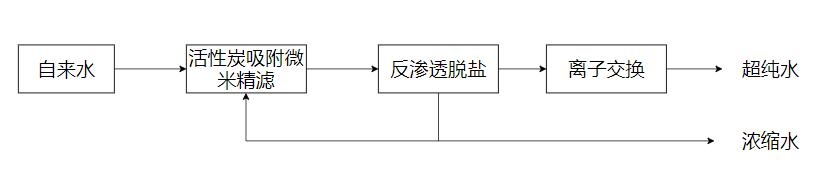 自来水
活性炭吸附微
米精滤
反渗透脱盐
离子交换
超纯水
浓缩水